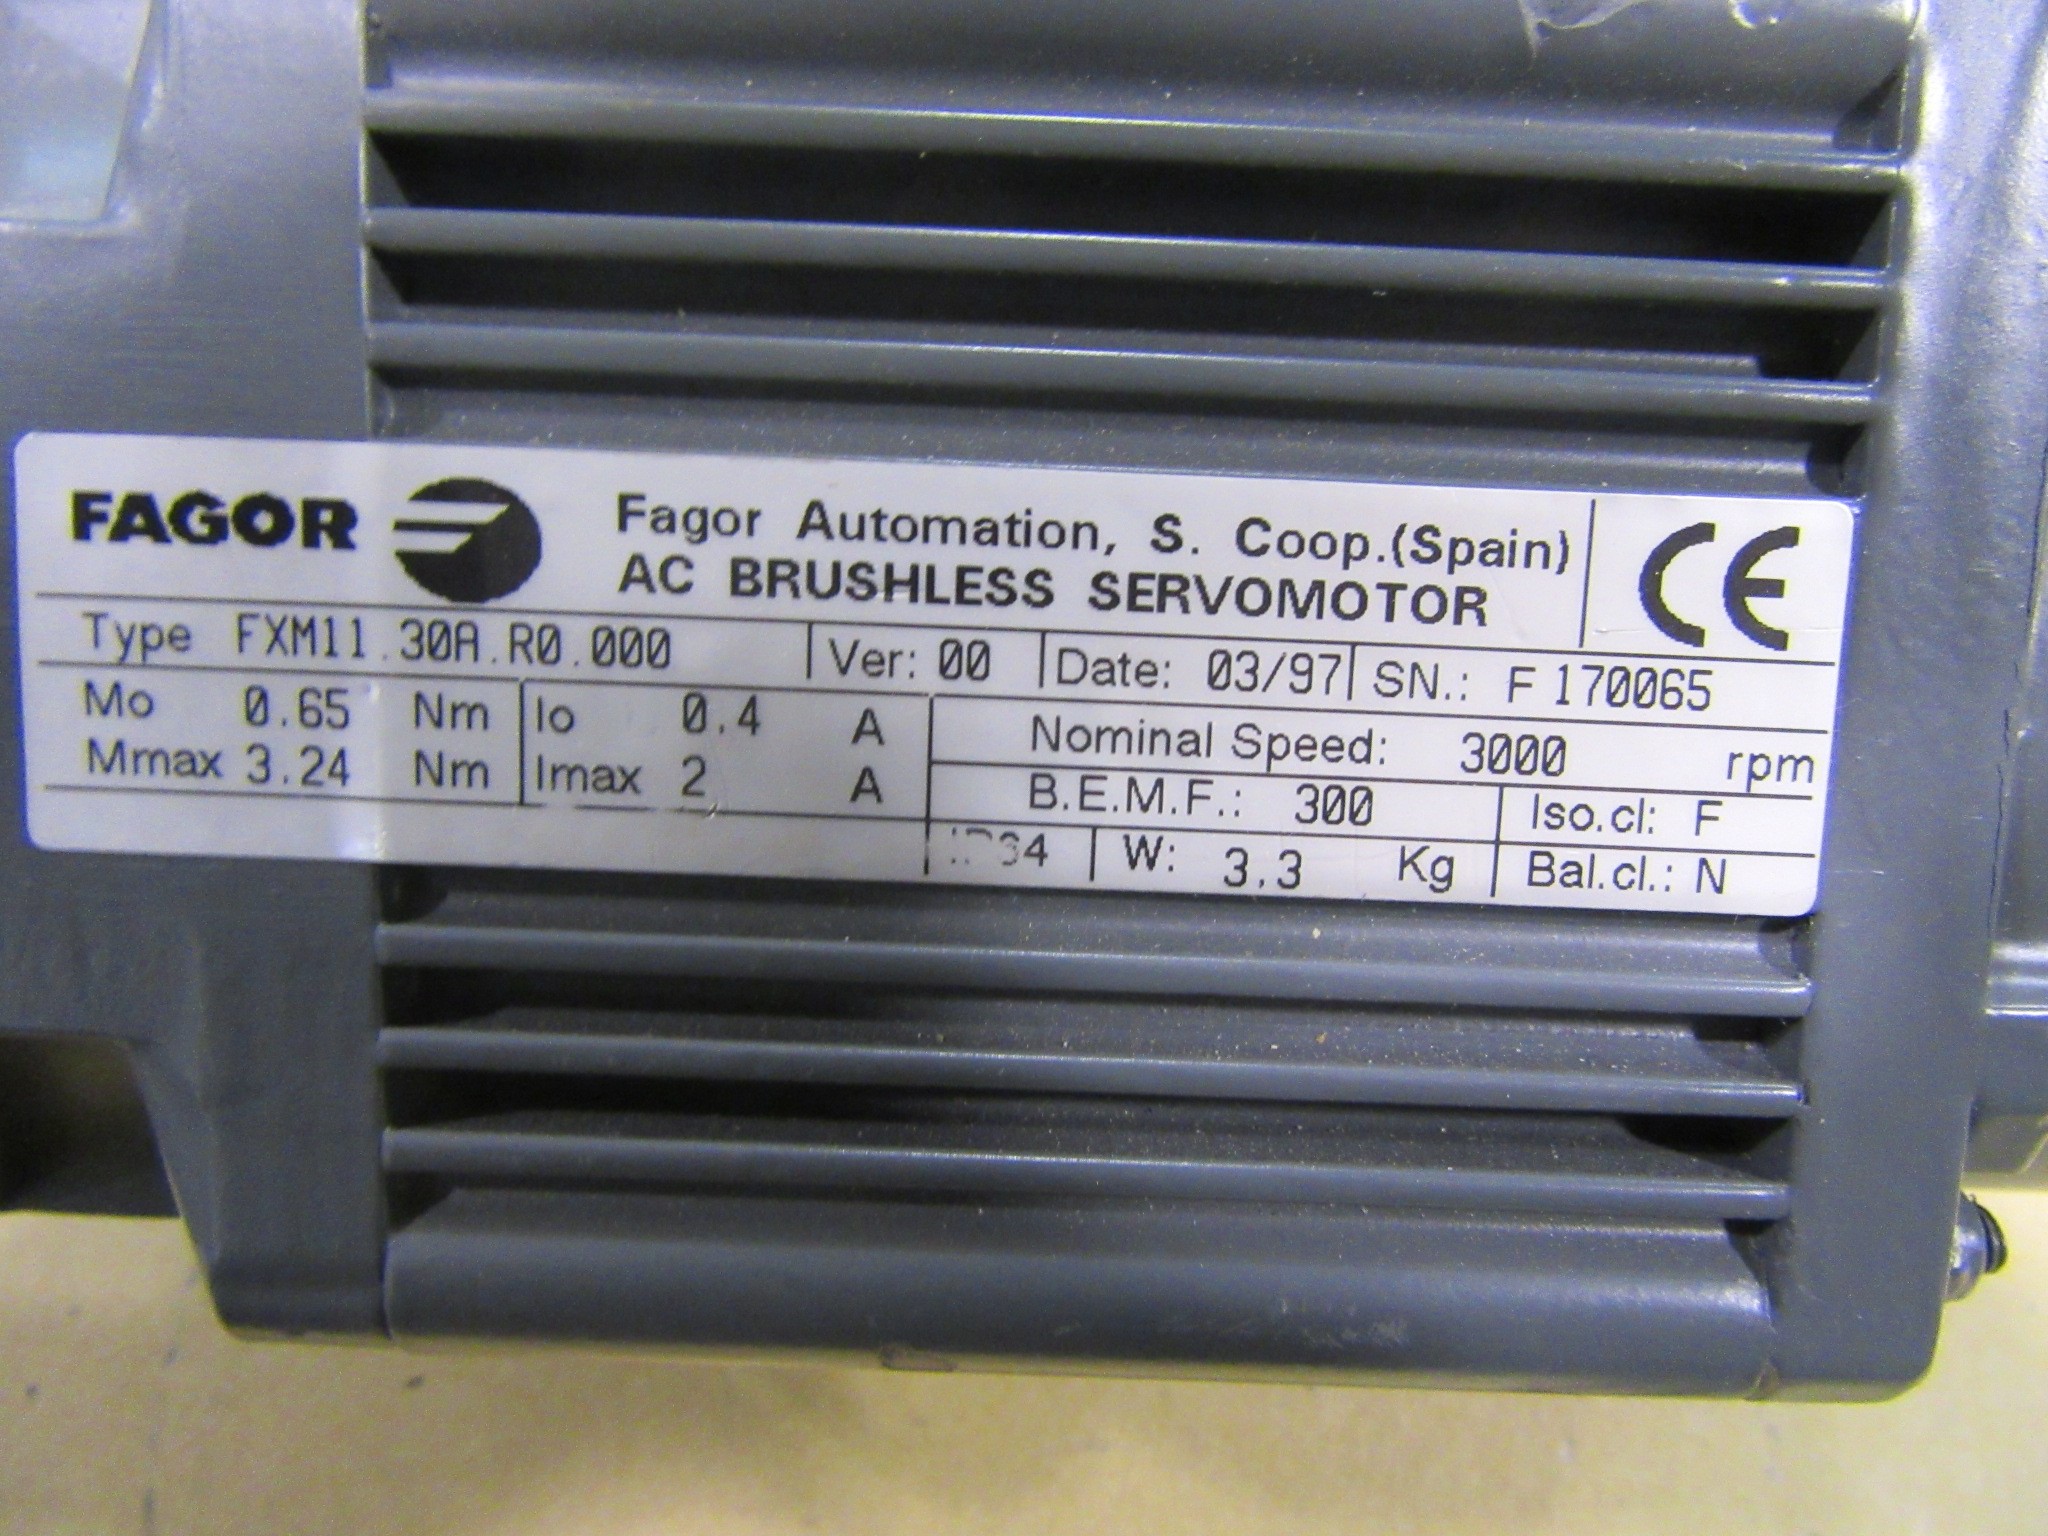 FAGOR
Fagor Automation, S. Coop.(Spain)
AC BRUSHLESS SERVOMOTOR
CE
Type FXM11.30A.R0.000 Ver: 00 Date: 03/97 SN.: F 170065
Mo 0.65 Nm Io 0.4 A
Mmax 3.24 Nm Imax 2 A
Nominal Speed: 3000 rpm
B.E.M.F.: 300 Iso.cl: F
W: 3.3 Kg Bal.cl.: N